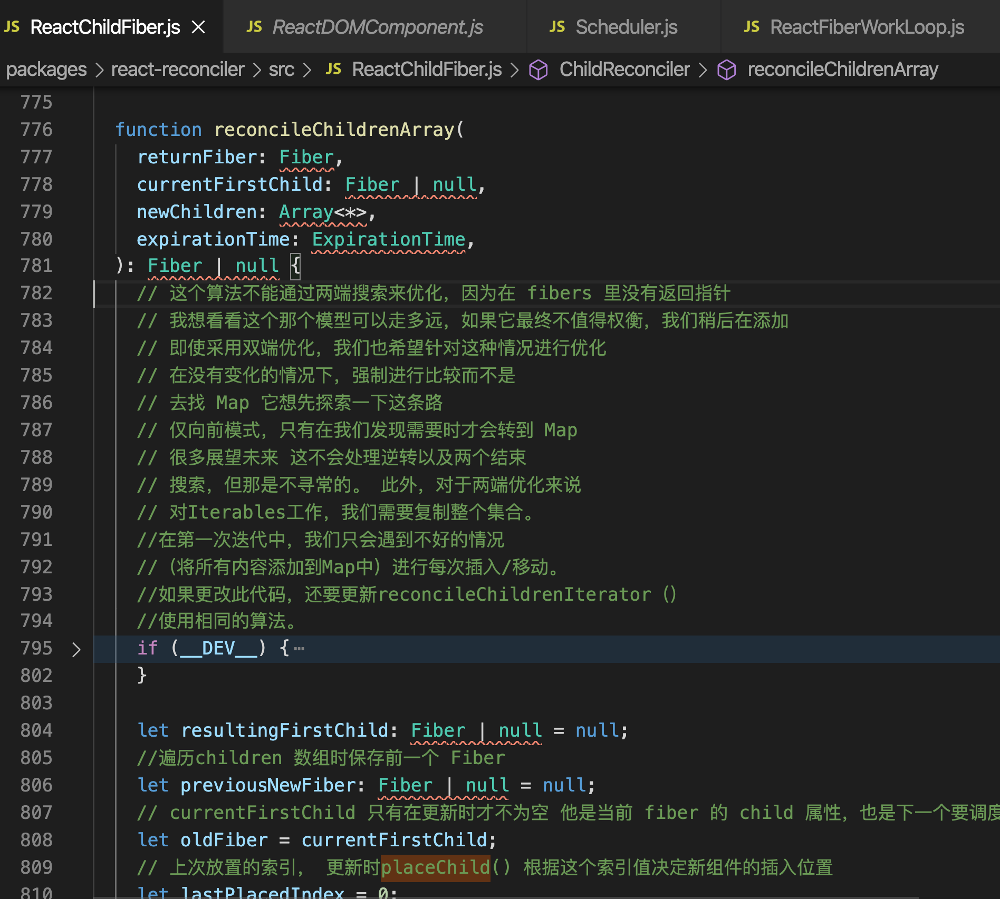 JS ReactChildFiber.js × JS ReactDOMComponent.js JS Scheduler.js JS ReactFiberWorkLoop.js
packages > react-reconciler > src > JS ReactChildFiber.js > ChildReconciler > reconcileChildrenArray
775
776 function reconcileChildrenArray(
777 returnFiber: Fiber,
778 currentFirstChild: Fiber | null,
779 newChildren: Array<*>,
780 expirationTime: ExpirationTime,
781 ): Fiber | null {
782 // 这个算法不能通过两端搜索来优化，因为在 fibers 里没有返回指针
783 // 我想看看这个那个模型可以走多远，如果它最终不值得权衡，我们稍后在添加
784 // 即使采用双端优化，我们也希望针对这种情况进行优化
785 // 在没有变化的情况下，强制进行比较而不是
786 // 去找 Map 它想先探索一下这条路
787 // 仅向前模式，只有在我们发现需要时才会转到 Map
788 // 很多展望未来 这不会处理逆转以及两个结束
789 // 搜索，但那是不寻常的。 此外，对于两端优化来说
790 // 对Iterables工作，我们需要复制整个集合。
791 //在第一次迭代中，我们只会遇到不好的情况
792 //（将所有内容添加到Map中）进行每次插入/移动。
793 //如果更改此代码，还要更新reconcileChildrenIterator（）
794 //使用相同的算法。
795 > if (__DEV__) {⋯
802 }
803
804 let resultingFirstChild: Fiber | null = null;
805 //遍历children 数组时保存前一个 Fiber
806 let previousNewFiber: Fiber | null = null;
807 // currentFirstChild 只有在更新时才不为空 他是当前 fiber 的 child 属性，也是下一个要调度
808 let oldFiber = currentFirstChild;
809 // 上次放置的索引， 更新时placeChild() 根据这个索引值决定新组件的插入位置
810 let lastPlacedIndex = 0;